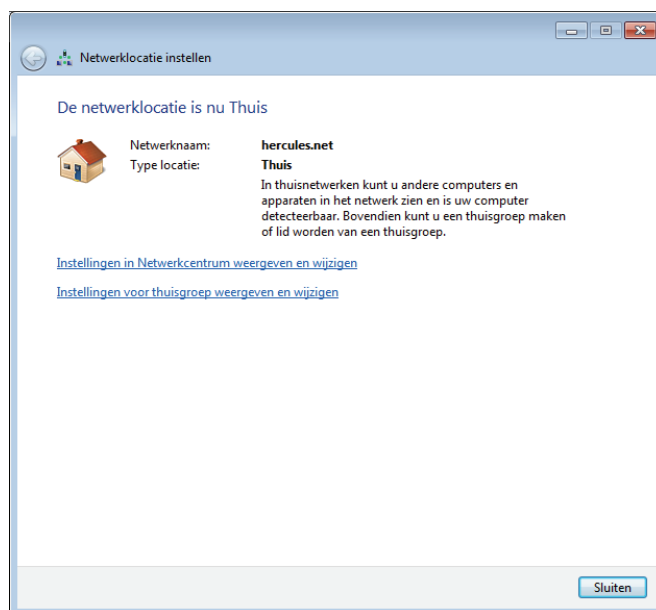 Netwerklocatie instellen
De netwerklocatie is nu Thuis
Netwerknaam: hercules.net
Type locatie: Thuis
In thuisnetwerken kunt u andere computers en
apparaten in het netwerk zien en is uw computer
detecteerbaar. Bovendien kunt u een thuisgroep maken
of lid worden van een thuisgroep.
Instellingen in Netwerkcentrum weergeven en wijzigen
Instellingen voor thuisgroep weergeven en wijzigen
Sluiten